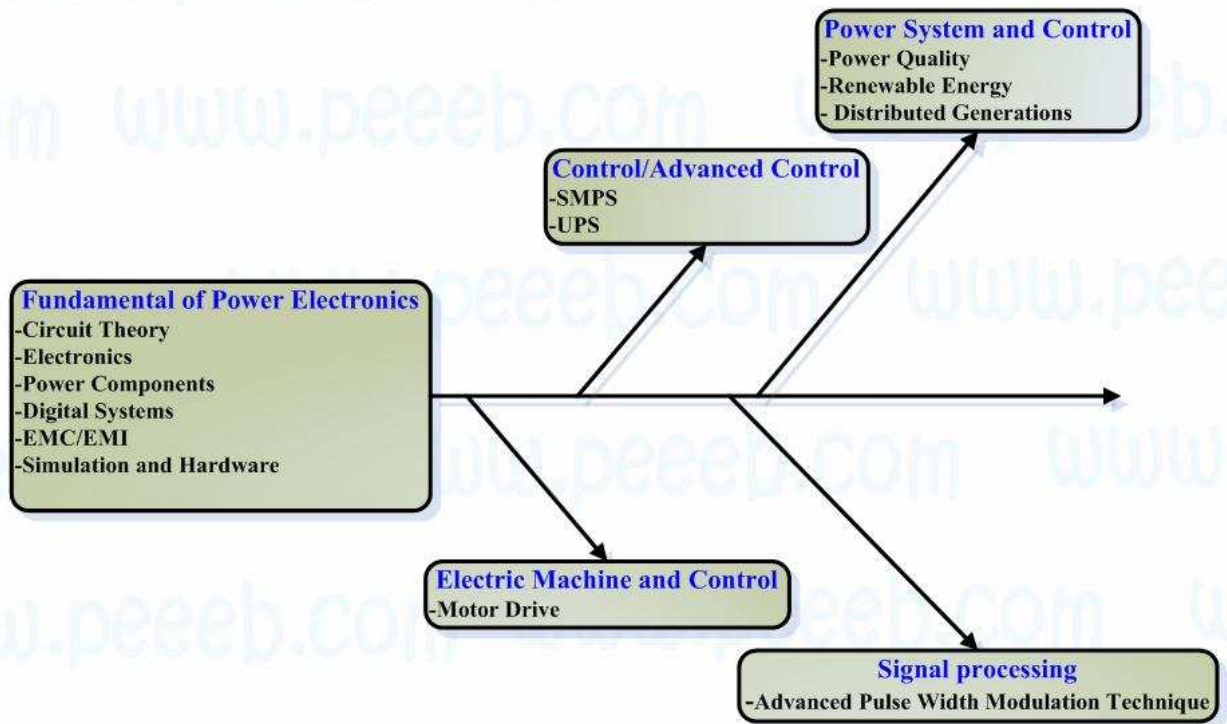 Power System and Control
-Power Quality
-Renewable Energy
- Distributed Generations
Control/Advanced Control
-SMPS
-UPS
Fundamental of Power Electronics
-Circuit Theory
-Electronics
-Power Components
-Digital Systems
-EMC/EMI
-Simulation and Hardware
Electric Machine and Control
-Motor Drive
Signal processing
-Advanced Pulse Width Modulation Technique
www.peeeb.com